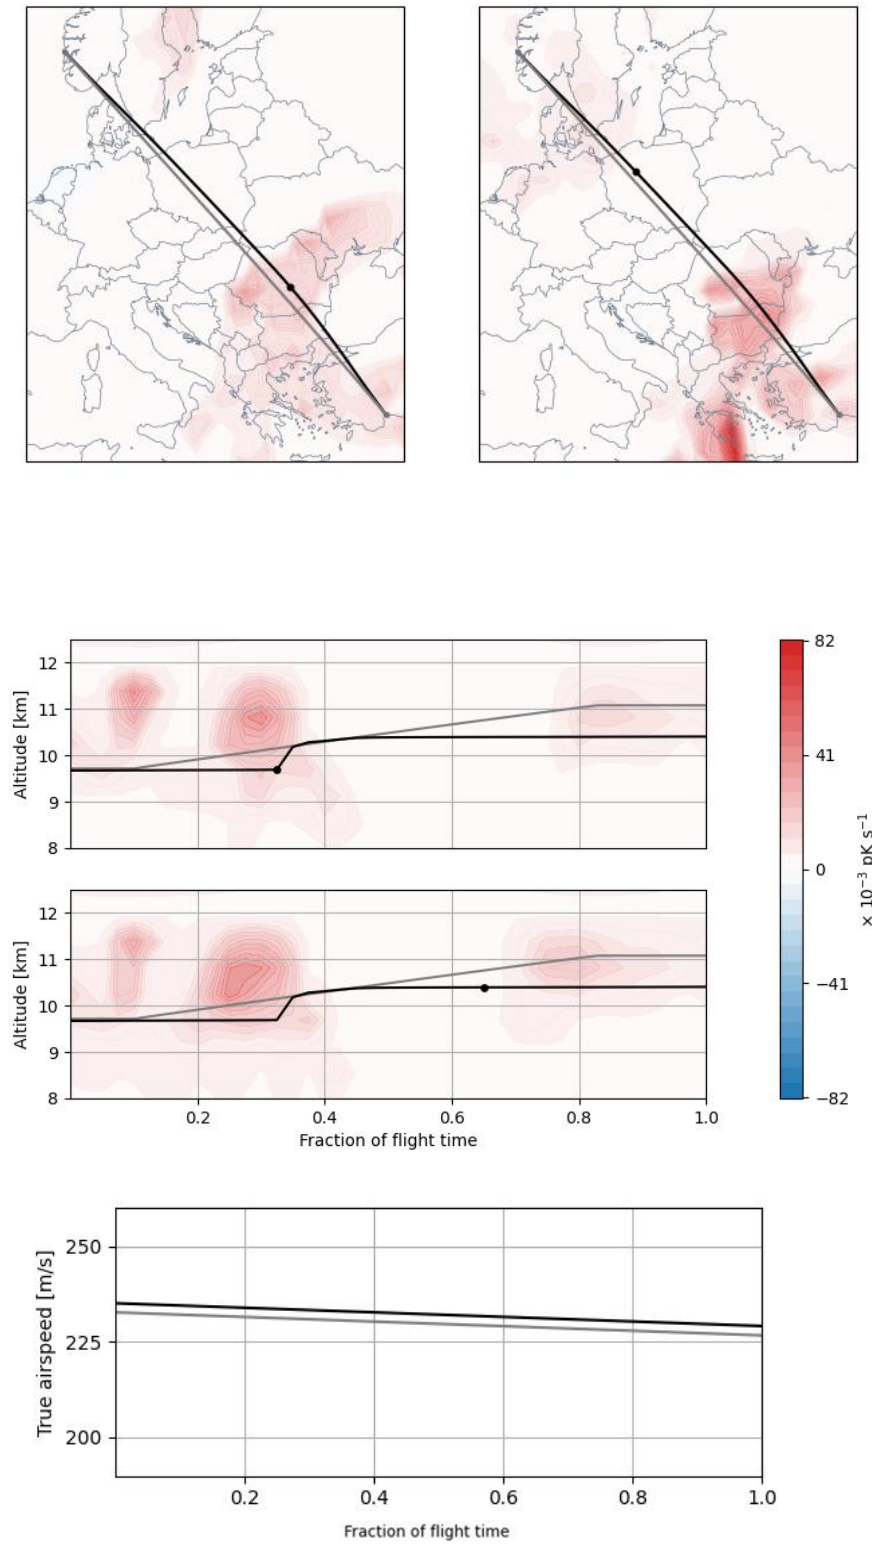 12
11
10
9
8
Altitude [km]
12
11
10
9
8
Altitude [km]
0.2 0.4 0.6 0.8 1.0
Fraction of flight time
82
41
0
−41
−82
× 10⁻³ pK s⁻¹
250
225
200
True airspeed [m/s]
0.2 0.4 0.6 0.8 1.0
Fraction of flight time